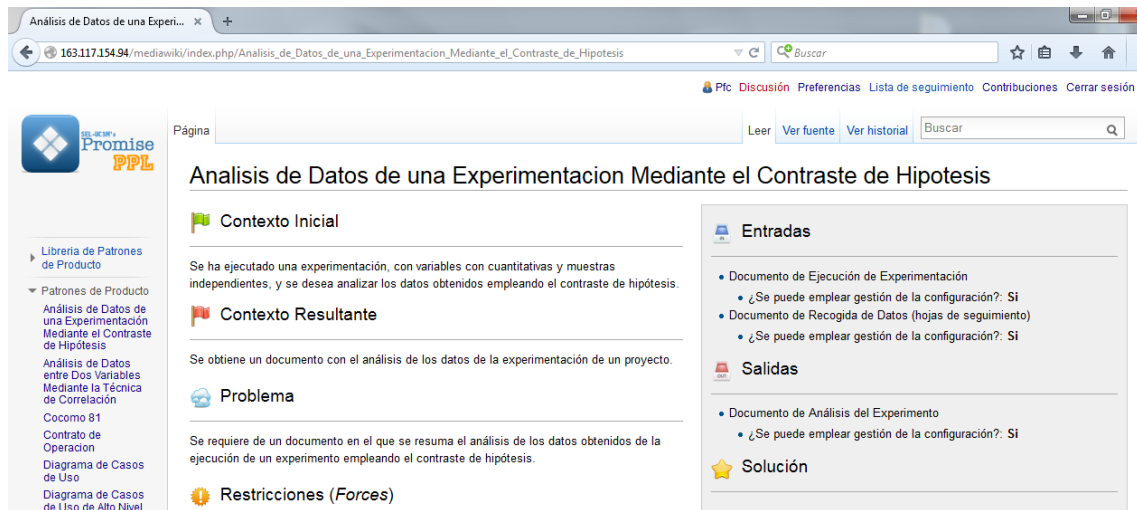 Análisis de Datos de una Experi...
163.117.154.94/mediawiki/index.php/Analisis_de_Datos_de_una_Experimentacion_Mediante_el_Contraste_de_Hipotesis
Buscar
Pfc Discusión Preferencias Lista de seguimiento Contribuciones Cerrar sesión
SEL-UC3M's
Promise
PPL
Página
Leer Ver fuente Ver historial
Buscar
Analisis de Datos de una Experimentacion Mediante el Contraste de Hipotesis
Libreria de Patrones
de Producto
Patrones de Producto
Análisis de Datos de
una Experimentación
Mediante el Contraste
de Hipótesis
Análisis de Datos
entre Dos Variables
Mediante la Técnica
de Correlación
Cocomo 81
Contrato de
Operacion
Diagrama de Casos
de Uso
Diagrama de Casos
de Uso de Alto Nivel
Contexto Inicial
Se ha ejecutado una experimentación, con variables con cuantitativas y muestras
independientes, y se desea analizar los datos obtenidos empleando el contraste de hipótesis.
Contexto Resultante
Se obtiene un documento con el análisis de los datos de la experimentación de un proyecto.
Problema
Se requiere de un documento en el que se resuma el análisis de los datos obtenidos de la
ejecución de un experimento empleando el contraste de hipótesis.
Restricciones (Forces)
IN
Entradas
Documento de Ejecución de Experimentación
¿Se puede emplear gestión de la configuración?: Si
Documento de Recogida de Datos (hojas de seguimiento)
¿Se puede emplear gestión de la configuración?: Si
OUT
Salidas
Documento de Análisis del Experimento
¿Se puede emplear gestión de la configuración?: Si
Solución